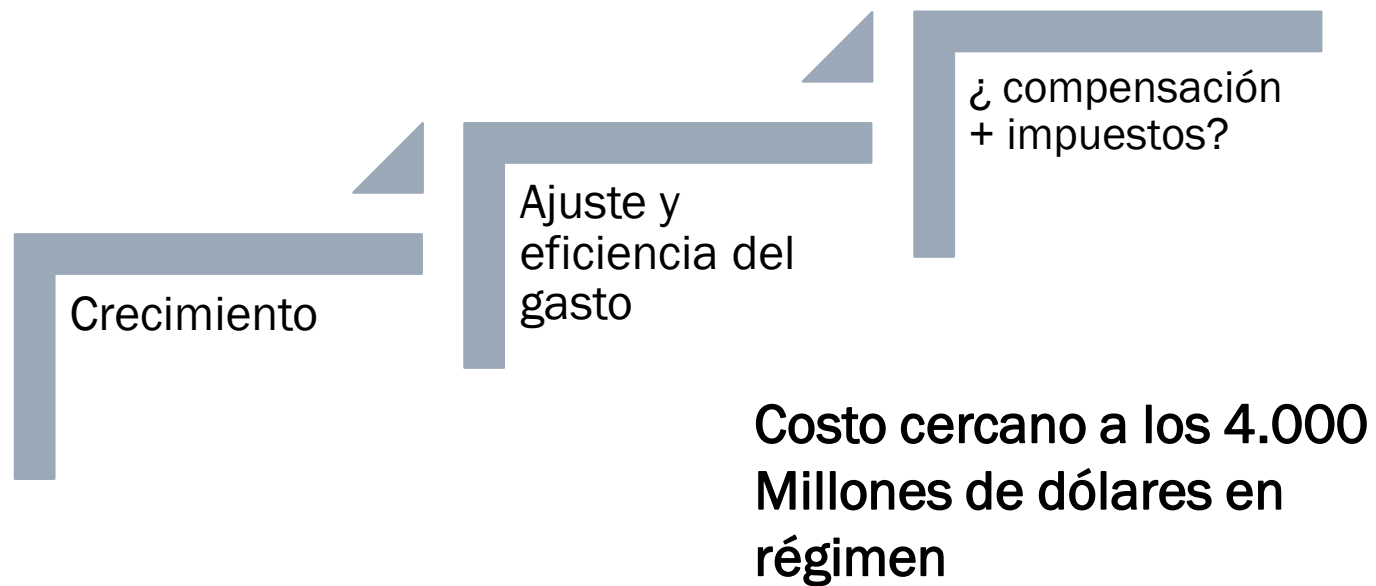 ¿ compensación
+ impuestos?
Ajuste y
eficiencia del
gasto
Crecimiento
Costo cercano a los 4.000
Millones de dólares en
régimen